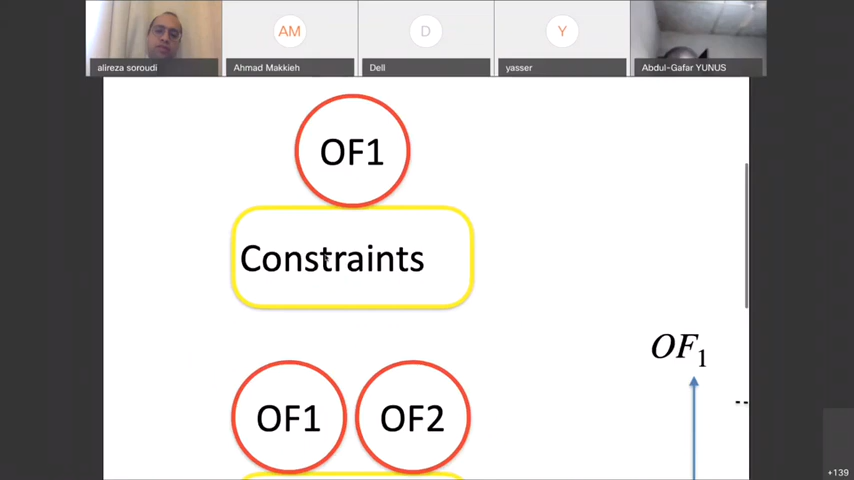 AM
D
Y
alireza soroudi
Ahmad Makkieh
Dell
yasser
Abdul-Gafar YUNUS
OF1
Constraints
OF1
OF1 OF2
+139